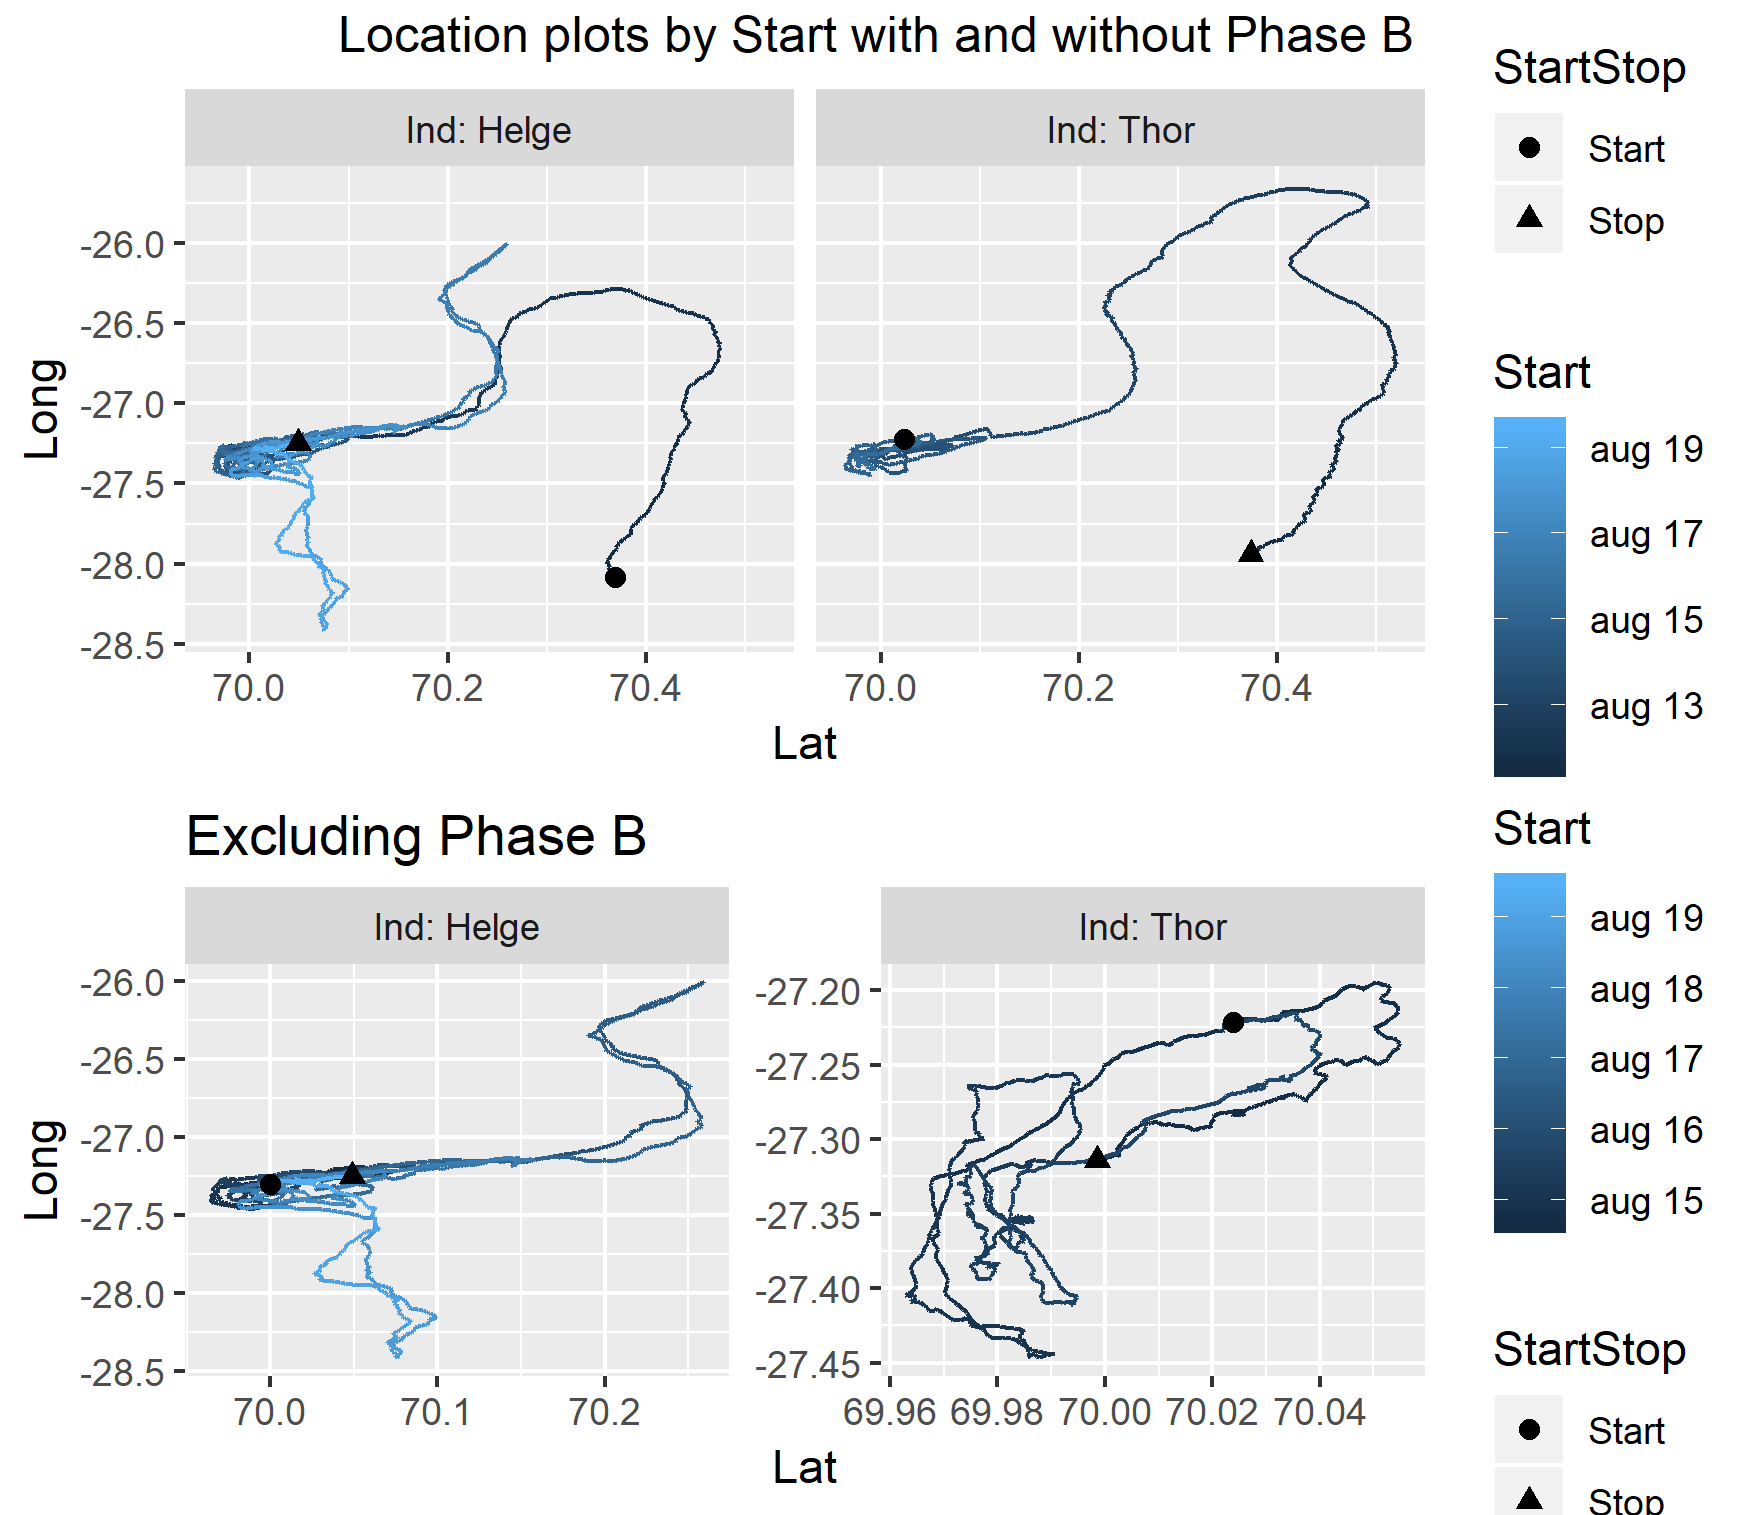 Location plots by Start with and without Phase B
Ind: Helge
Ind: Thor
-26.0
-26.5
-27.0
-27.5
-28.0
-28.5
Long
70.0 70.2 70.4
70.0 70.2 70.4
Lat
StartStop
Start
Stop
Start
aug 19
aug 17
aug 15
aug 13
Excluding Phase B
Ind: Helge
Ind: Thor
-26.0
-26.5
-27.0
-27.5
-28.0
-28.5
Long
70.0 70.1 70.2
-27.20
-27.25
-27.30
-27.35
-27.40
-27.45
69.96 69.98 70.00 70.02 70.04
Lat
Start
aug 19
aug 18
aug 17
aug 16
aug 15
StartStop
Start
Stop